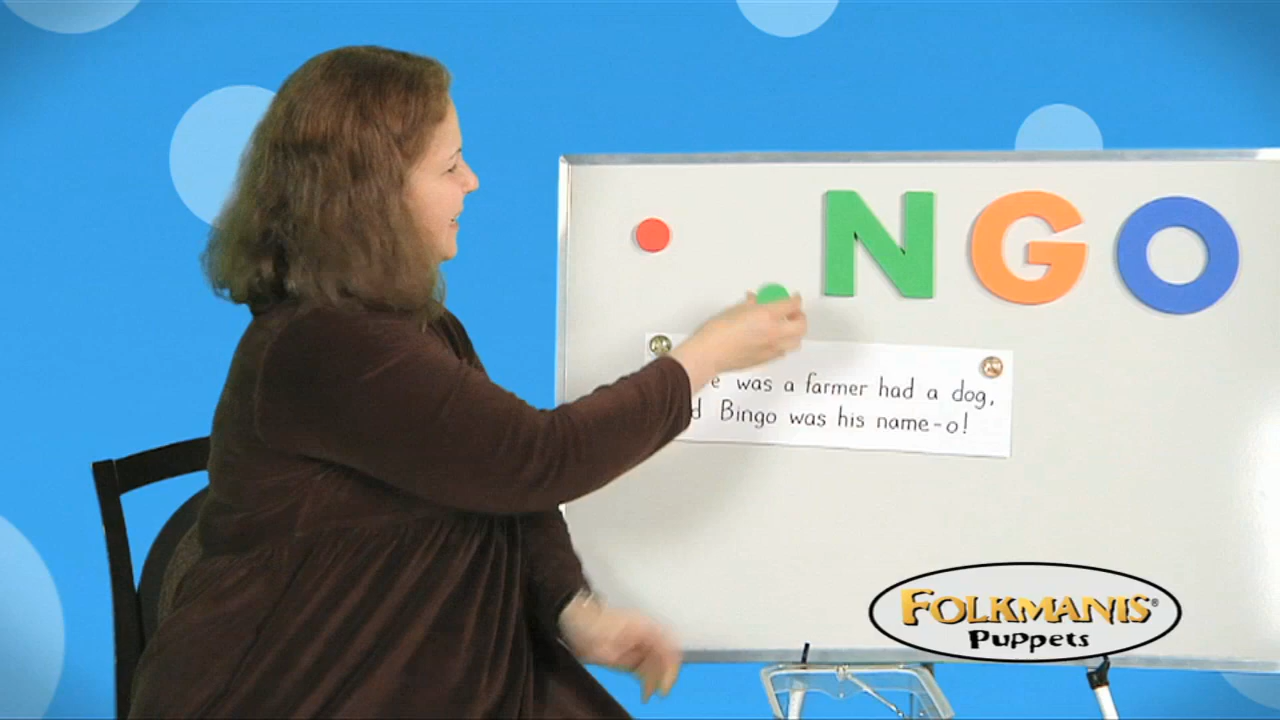 NGO
was a farmer had a dog,
Bingo was his name-o!
FOLKMANIS®
Puppets